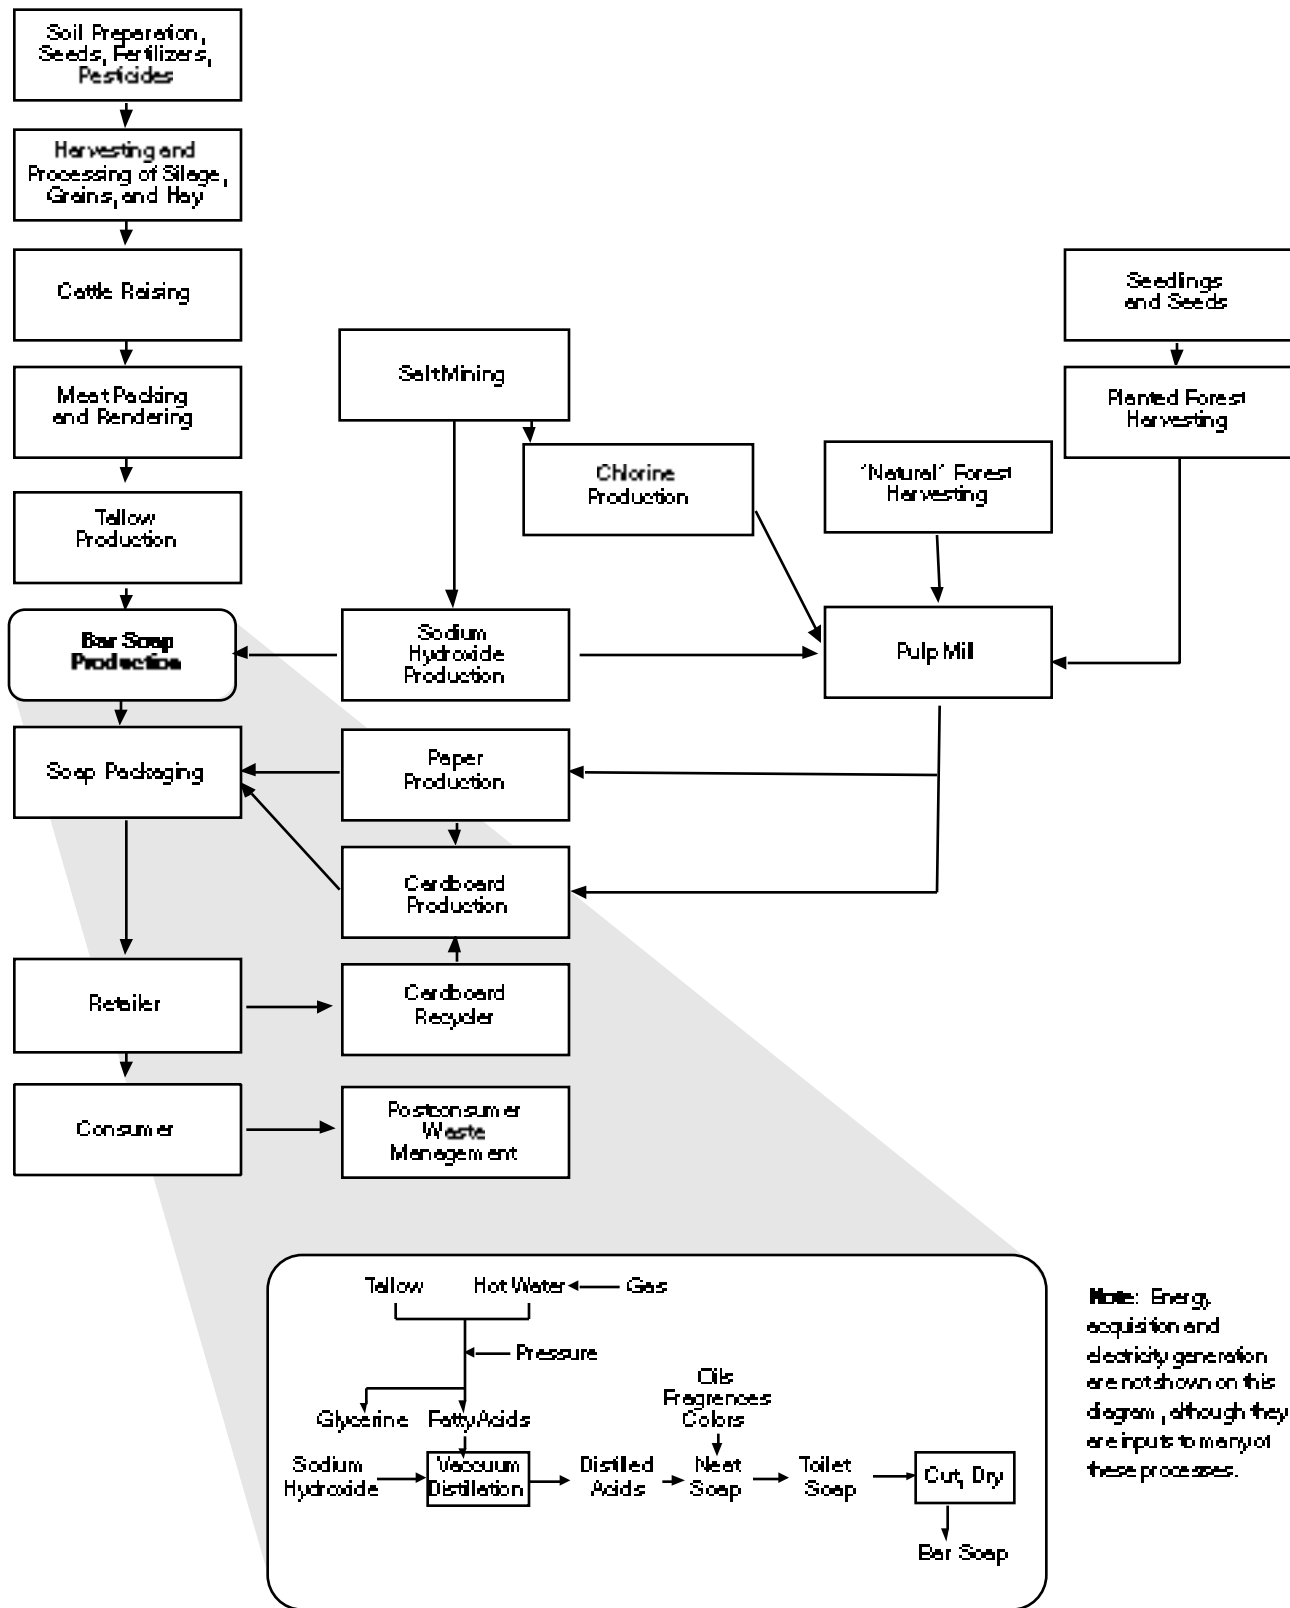 Soil Preparation,
Seeds, Fertilizers,
Pesticides
Harvesting and
Processing of Silage,
Grains, and Hay
Cattle Raising
Meat Packing
and Rendering
Tallow
Production
Bar Soap
Production
Soap Packaging
Retailer
Consumer
Salt Mining
Chlorine
Production
Sodium
Hydroxide
Production
Paper
Production
Cardboard
Production
Cardboard
Recycler
Postconsumer
Waste
Management
"Natural" Forest
Harvesting
Pulp Mill
Seedlings
and Seeds
Planted Forest
Harvesting
Tallow
Hot Water
Gas
Pressure
Glycerine
Fatty Acids
Oils
Fragrences
Colors
Sodium
Hydroxide
Vaccuum
Distillation
Distilled
Acids
Neat
Soap
Toilet
Soap
Cut, Dry
Bar Soap
Note: Energy
acquisition and
electricity generation
are not shown on this
diagram, although they
are inputs to many of
these processes.